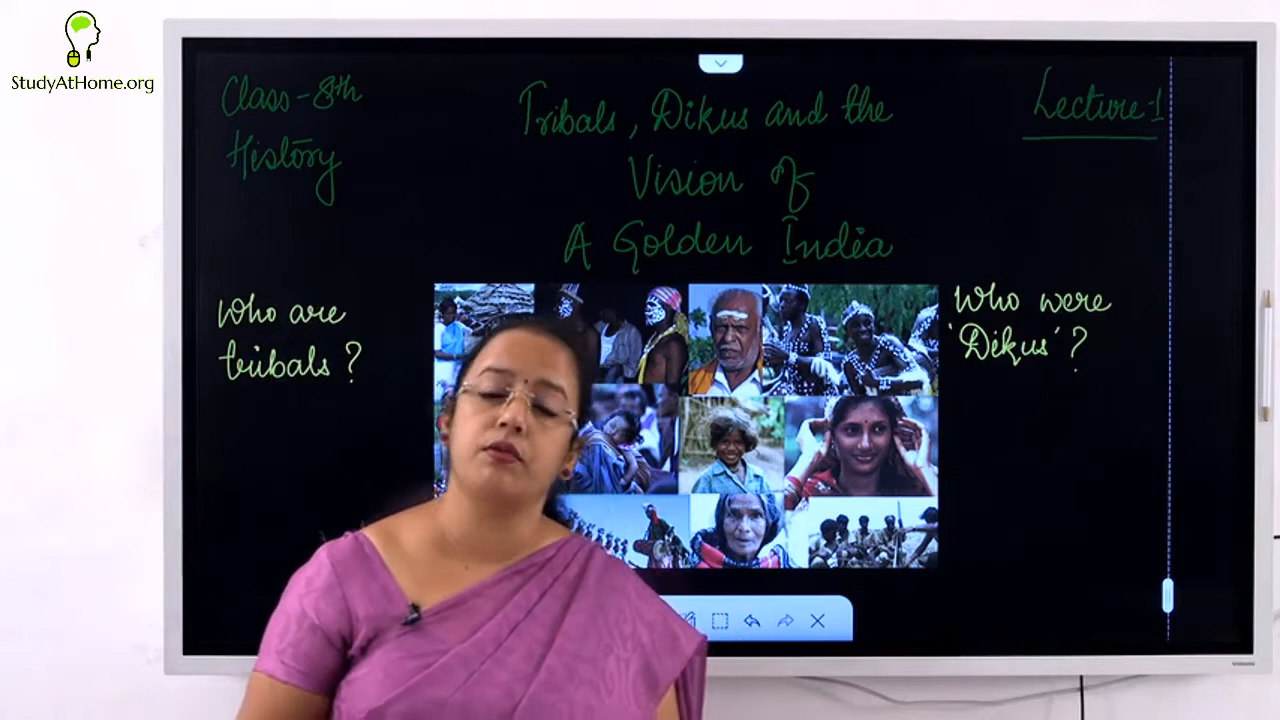 StudyAtHome.org
Class-8th
History
Tribals, Dikus and the
Vision of
A Golden India
Lecture-1
Who are
tribals?
Who were
'Dikus'?